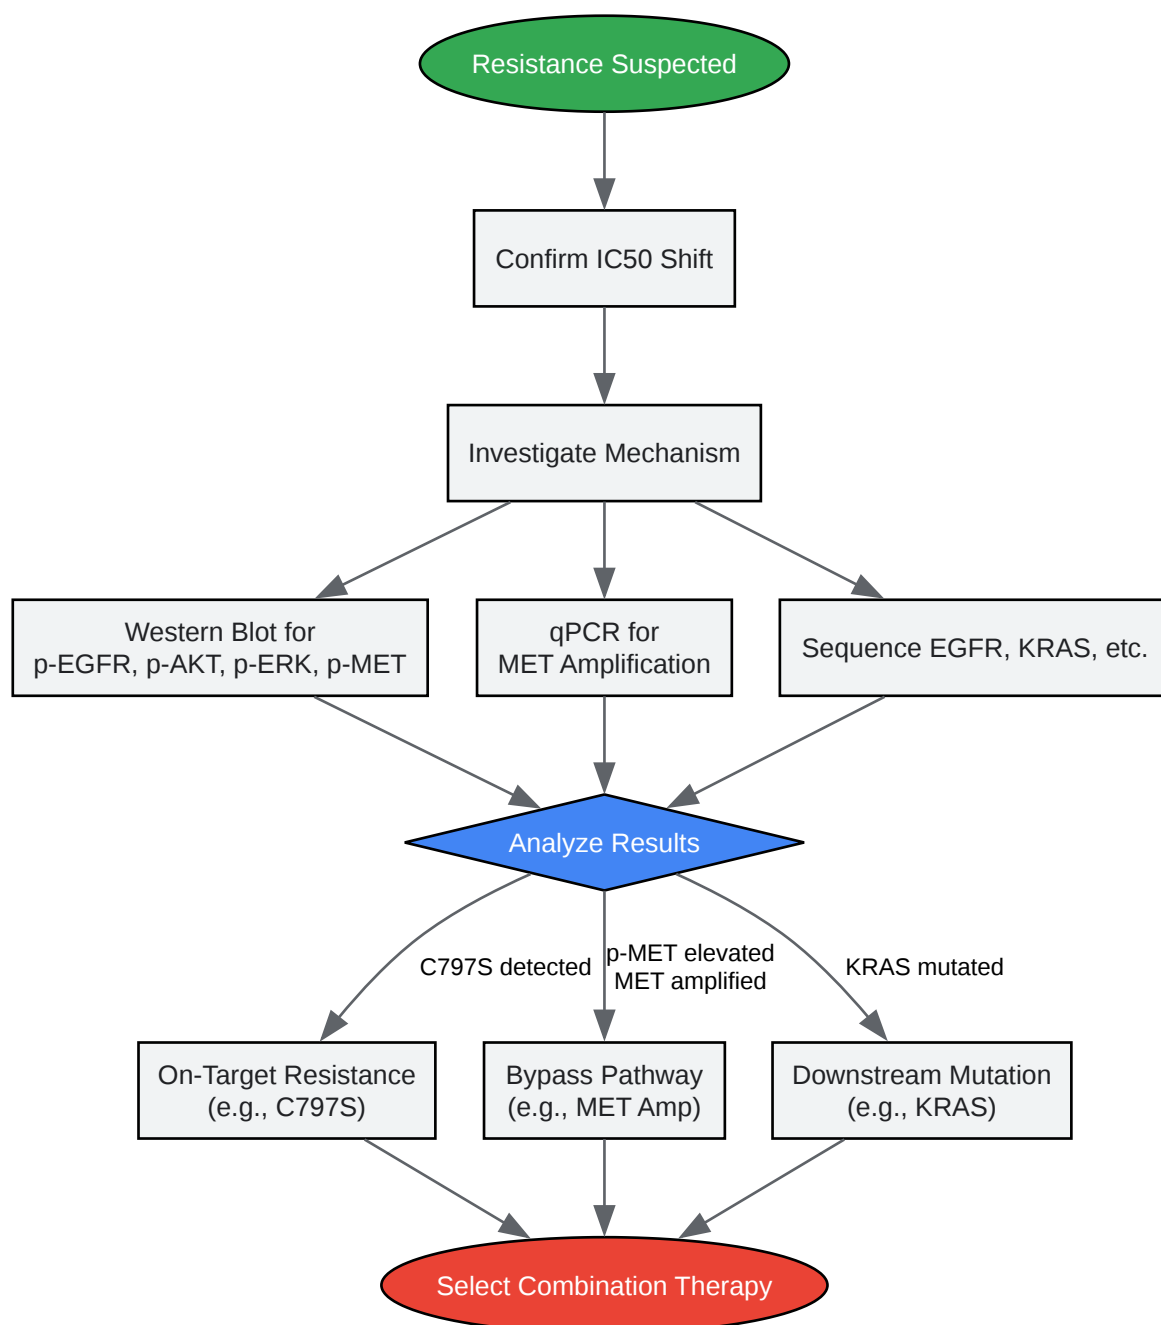 Resistance Suspected
Confirm IC50 Shift
Investigate Mechanism
Western Blot for
p-EGFR, p-AKT, p-ERK, p-MET
qPCR for
MET Amplification
Sequence EGFR, KRAS, etc.
Analyze Results
C797S detected
p-MET elevated
MET amplified
KRAS mutated
On-Target Resistance
(e.g., C797S)
Bypass Pathway
(e.g., MET Amp)
Downstream Mutation
(e.g., KRAS)
Select Combination Therapy